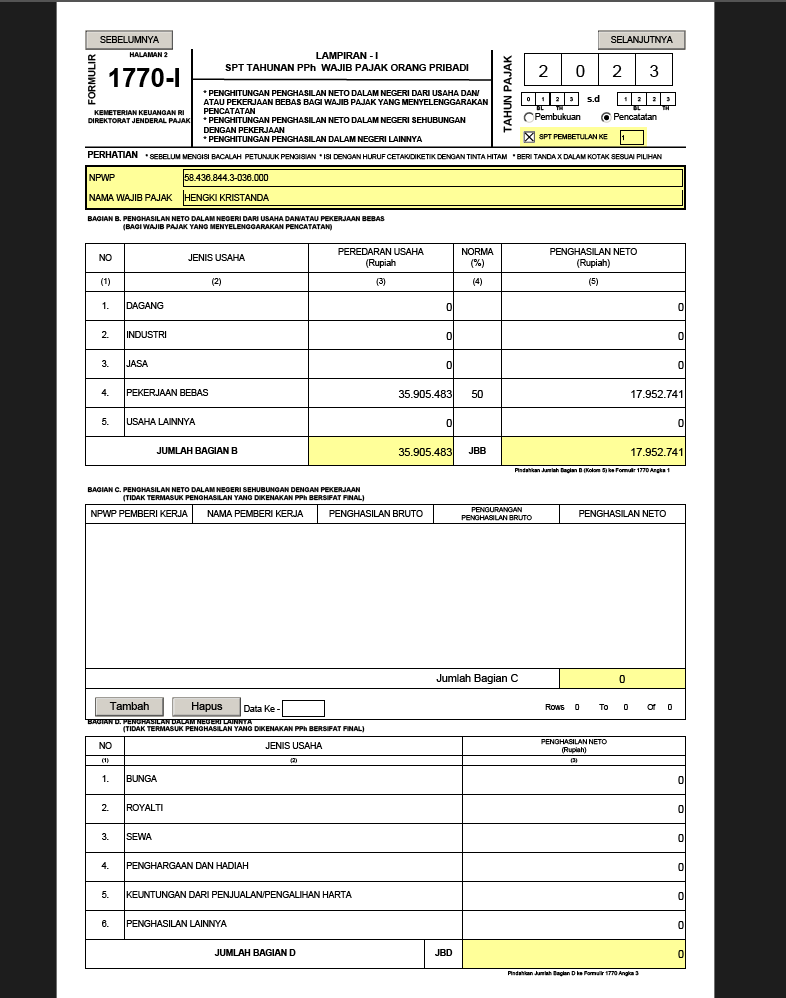 SEBELUMNYA
SELANJUTNYA
FORMULIR
HALAMAN 2
1770-I
KEMETERIAN KEUANGAN RI
DIREKTORAT JENDERAL PAJAK
LAMPIRAN - I
SPT TAHUNAN PPh WAJIB PAJAK ORANG PRIBADI
* PENGHITUNGAN PENGHASILAN NETO DALAM NEGERI DARI USAHA DAN/
ATAU PEKERJAAN BEBAS BAGI WAJIB PAJAK YANG MENYELENGGARAKAN
PENCATATAN
* PENGHITUNGAN PENGHASILAN NETO DALAM NEGERI SEHUBUNGAN
DENGAN PEKERJAAN
* PENGHITUNGAN PENGHASILAN DALAM NEGERI LAINNYA
TAHUN PAJAK
2 0 2 3
0 1 2 3 s.d 1 2 2 3
BL TH BL TH
Pembukuan Pencatatan
SPT PEMBETULAN KE 1
PERHATIAN * SEBELUM MENGISI BACALAH PETUNJUK PENGISIAN * ISI DENGAN HURUF CETAKDIKETIK DENGAN TINTA HITAM * BERI TANDA X DALAM KOTAK SESUAI PILIHAN
NPWP 58.436.844.3-036.000
NAMA WAJIB PAJAK HENGKI KRISTANDA
BAGIAN B. PENGHASILAN NETO DALAM NEGERI DARI USAHA DAN/ATAU PEKERJAAN BEBAS
(BAGI WAJIB PAJAK YANG MENYELENGGARAKAN PENCATATAN)
NO JENIS USAHA PEREDARAN USAHA (Rupiah NORMA (%) PENGHASILAN NETO (Rupiah)
(1) (2) (3) (4) (5)
1. DAGANG 0 0
2. INDUSTRI 0 0
3. JASA 0 0
4. PEKERJAAN BEBAS 35.905.483 50 17.952.741
5. USAHA LAINNYA 0 0
JUMLAH BAGIAN B 35.905.483 JBB 17.952.741
Pindahkan Jumlah Bagian B (Kolom 5) ke Formulir 1770 Angka 1
BAGIAN C. PENGHASILAN NETO DALAM NEGERI SEHUBUNGAN DENGAN PEKERJAAN
(TIDAK TERMASUK PENGHASILAN YANG DIKENAKAN PPh BERSIFAT FINAL)
NPWP PEMBERI KERJA NAMA PEMBERI KERJA PENGHASILAN BRUTO PENGURANGAN PENGHASILAN BRUTO PENGHASILAN NETO
Jumlah Bagian C 0
Tambah Hapus Data Ke - Rows 0 To 0 Of 0
BAGIAN D. PENGHASILAN DALAM NEGERI LAINNYA
(TIDAK TERMASUK PENGHASILAN YANG DIKENAKAN PPh BERSIFAT FINAL)
NO JENIS USAHA PENGHASILAN NETO (Rupiah)
(1) (2) (3)
1. BUNGA 0
2. ROYALTI 0
3. SEWA 0
4. PENGHARGAAN DAN HADIAH 0
5. KEUNTUNGAN DARI PENJUALAN/PENGALIHAN HARTA 0
6. PENGHASILAN LAINNYA 0
JUMLAH BAGIAN D JBD 0
Pindahkan Jumlah Bagian D ke Formulir 1770 Angka 3